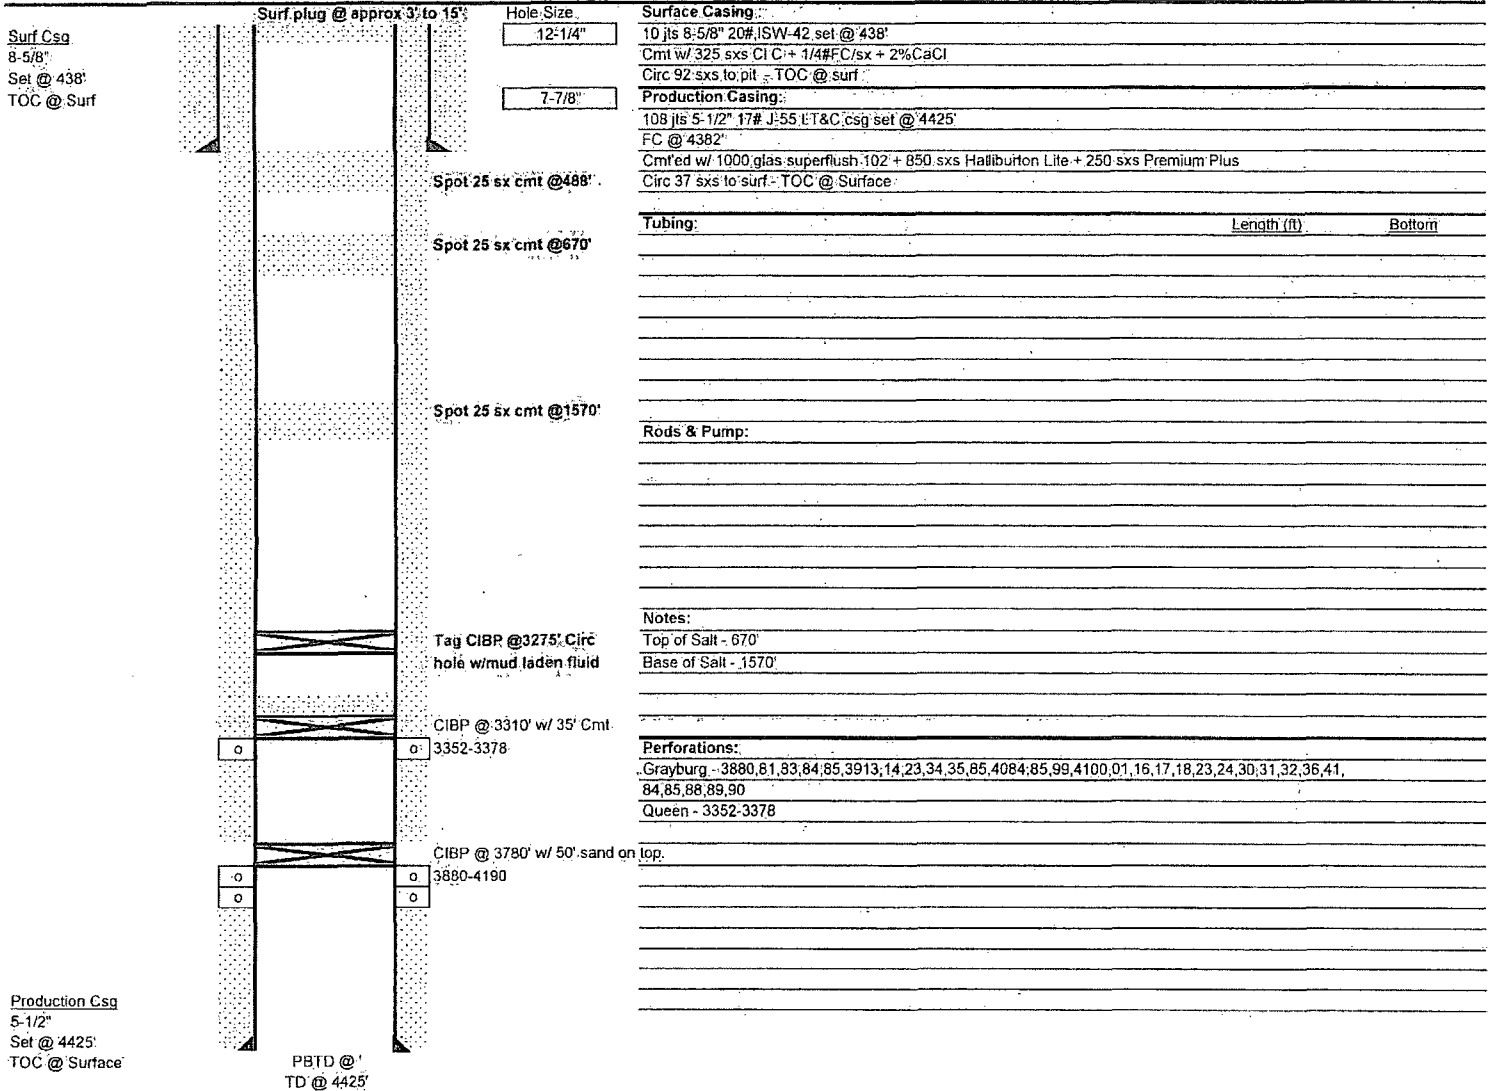 Surf plug @ approx 3' to 15'
Hole Size
12-1/4"
7-7/8"
Surf Csg
8-5/8"
Set @ 438'
TOC @ Surf
Spot 25 sx cmt @488'
Spot 25 sx cmt @670'
Spot 25 sx cmt @1570'
Tag CIBP @3275' Circ
hole w/mud laden fluid
CIBP @ 3310' w/ 35' Cmt
o
o
3352-3378
CIBP @ 3780' w/ 50' sand on top.
o
o
3880-4190
o
o
Production Csg
5-1/2"
Set @ 4425'
TOC @ Surface
PBTD @ '
TD @ 4425'
Surface Casing:
10 jts 8-5/8" 20# ISW-42 set @ 438'
Cmt w/ 325 sxs Cl C + 1/4#FC/sx + 2%CaCl
Circ 92 sxs to pit - TOC @ surf
Production Casing:
108 jts 5-1/2" 17# J-55 LT&C csg set @ 4425'
FC @ 4382'
Cmt'ed w/ 1000 glas superflush 102 + 850 sxs Halliburton Lite + 250 sxs Premium Plus
Circ 37 sxs to surf - TOC @ Surface
Tubing: Length (ft) Bottom
Rods & Pump:
Notes:
Top of Salt - 670'
Base of Salt - 1570'
Perforations:
Grayburg - 3880,81,83,84,85,3913,14,23,34,35,85,4084,85,99,4100,01,16,17,18,23,24,30,31,32,36,41,
84,85,88,89,90
Queen - 3352-3378